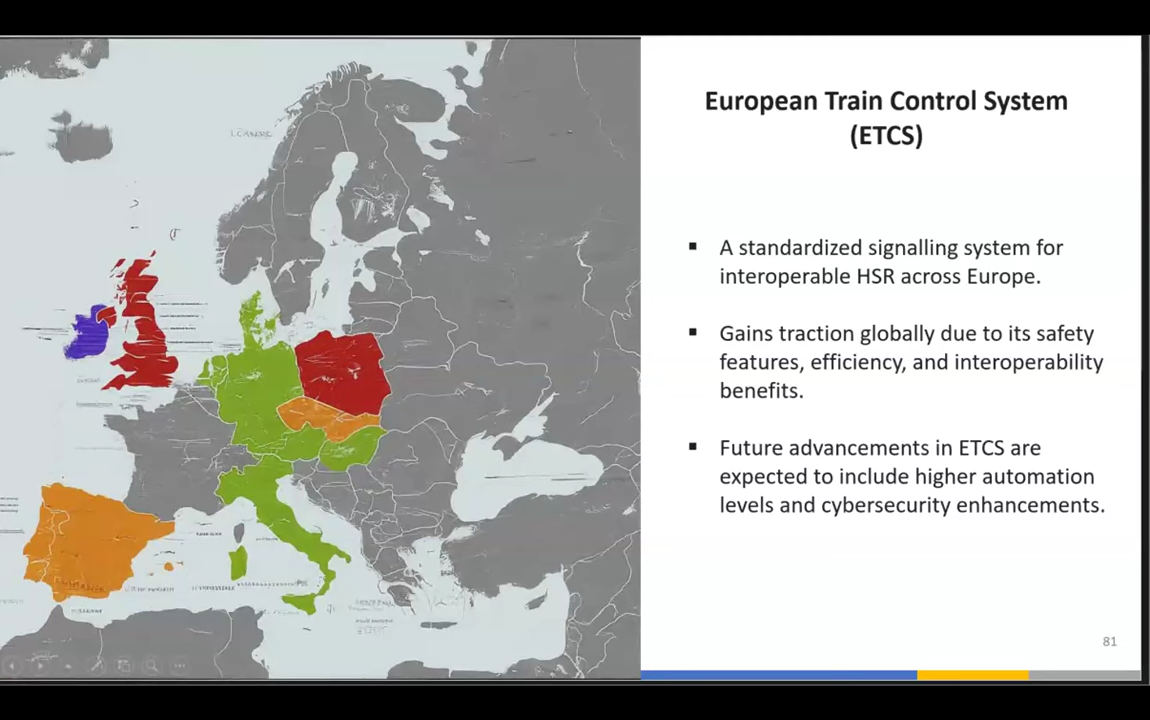 European Train Control System
(ETCS)
▪ A standardized signalling system for
interoperable HSR across Europe.
▪ Gains traction globally due to its safety
features, efficiency, and interoperability
benefits.
▪ Future advancements in ETCS are
expected to include higher automation
levels and cybersecurity enhancements.
81